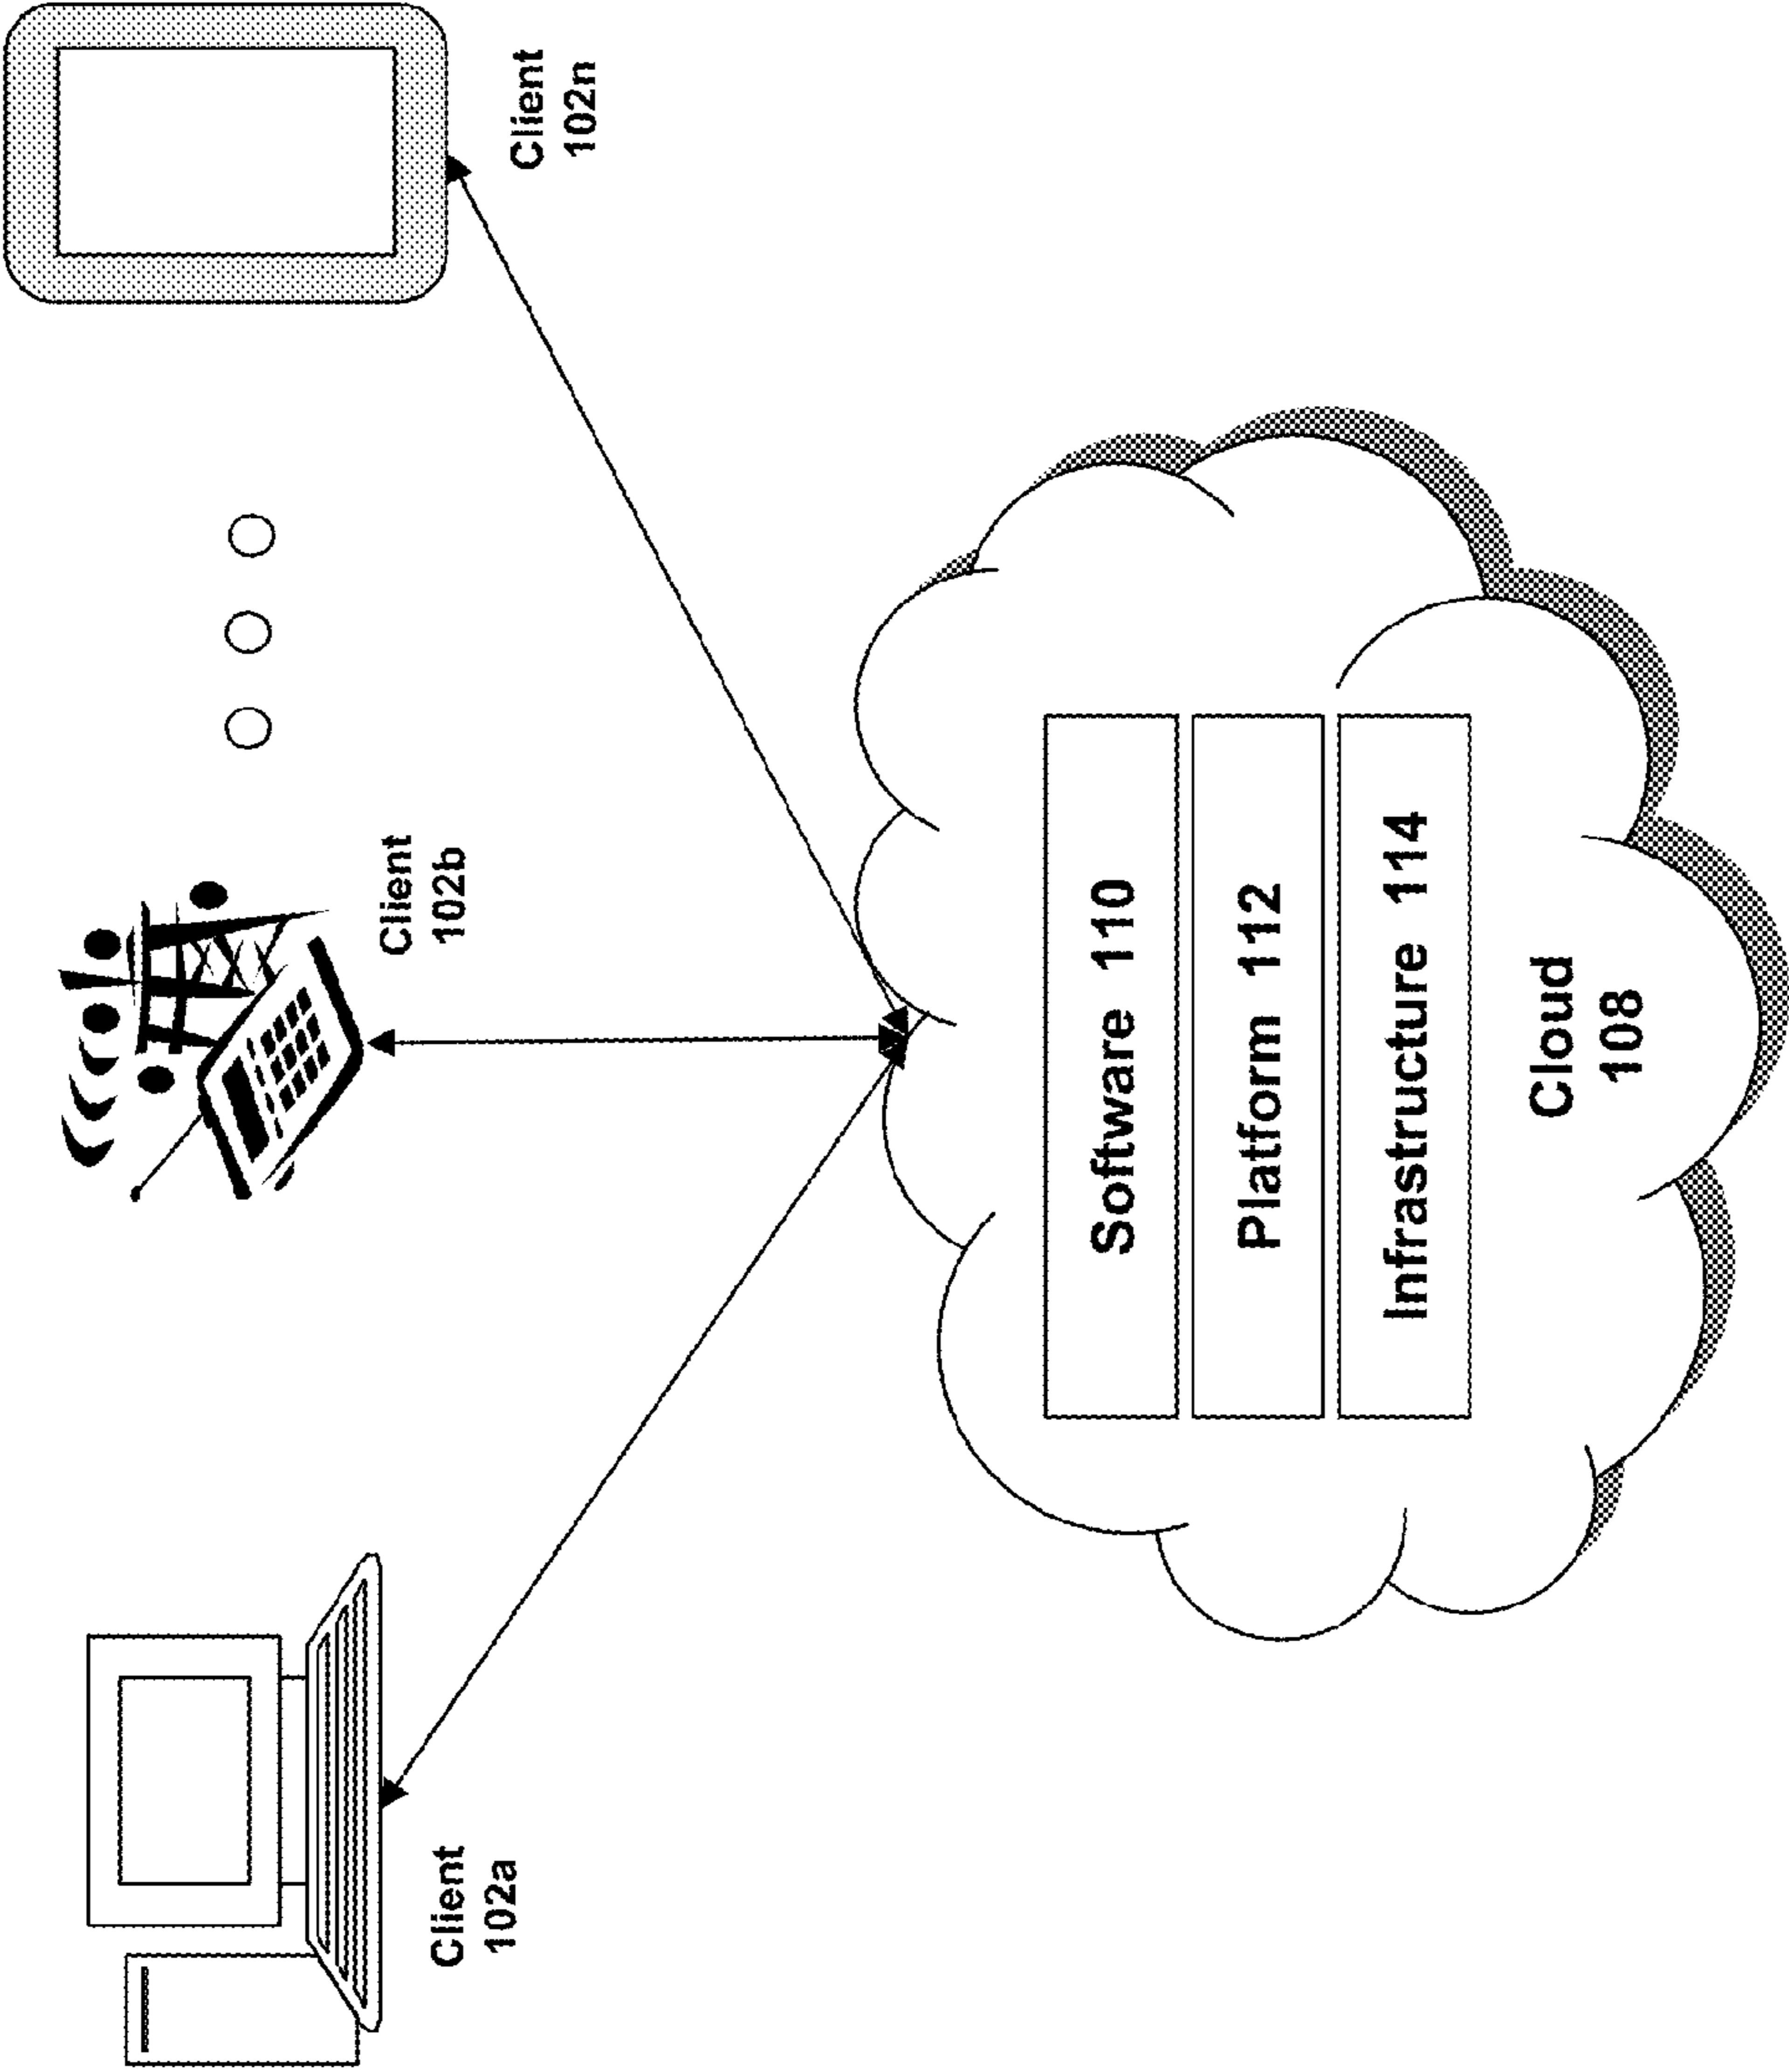 Client
102a
Client
102b
Client
102n
Software 110
Platform 112
Infrastructure 114
Cloud
108